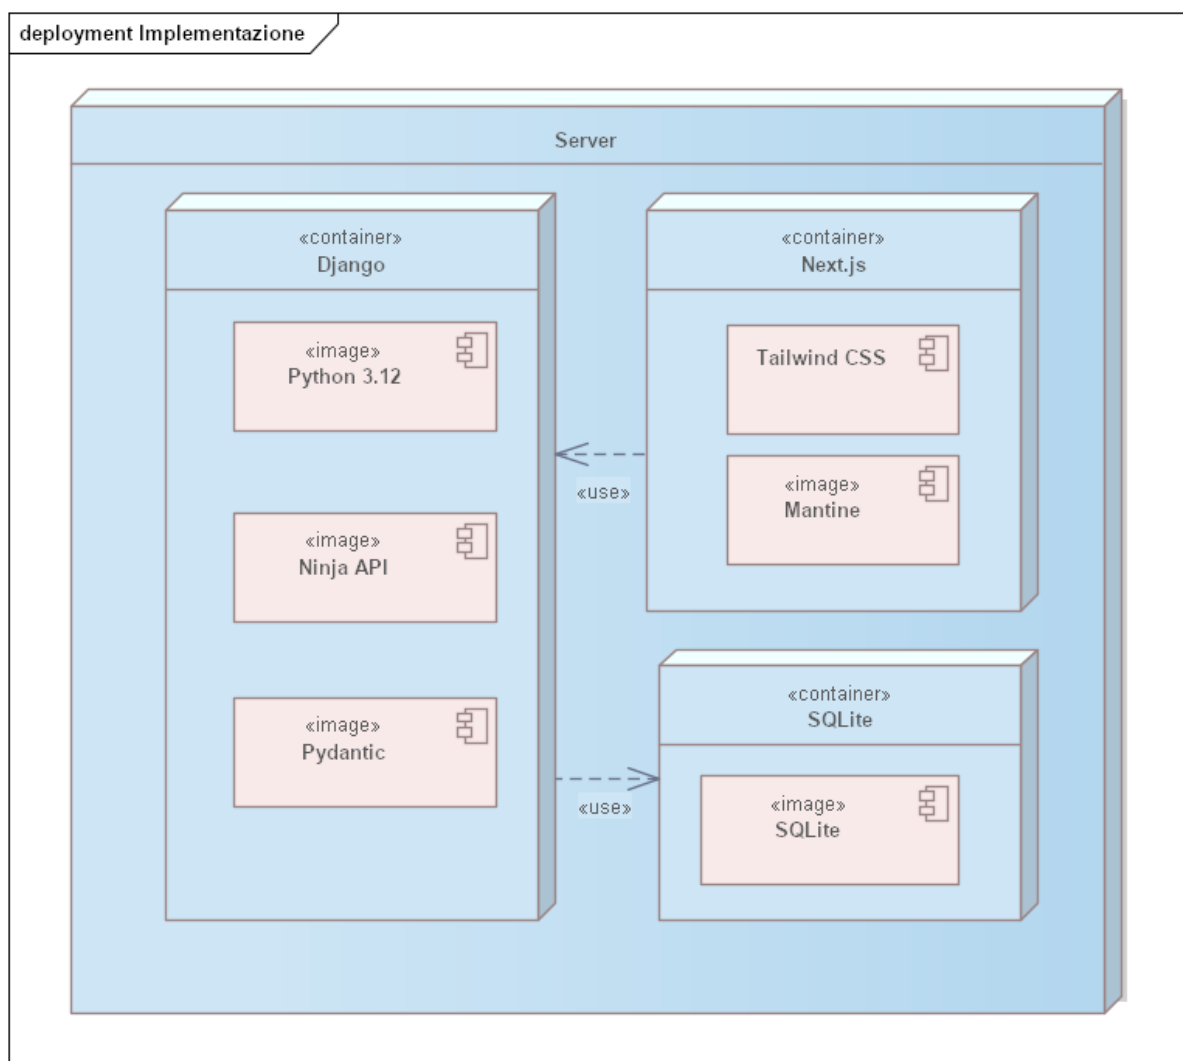 deployment Implementazione
Server
«container»
Django
«image»
Python 3.12
«image»
Ninja API
«image»
Pydantic
«use»
«use»
«container»
Next.js
Tailwind CSS
«image»
Mantine
«container»
SQLite
«image»
SQLite